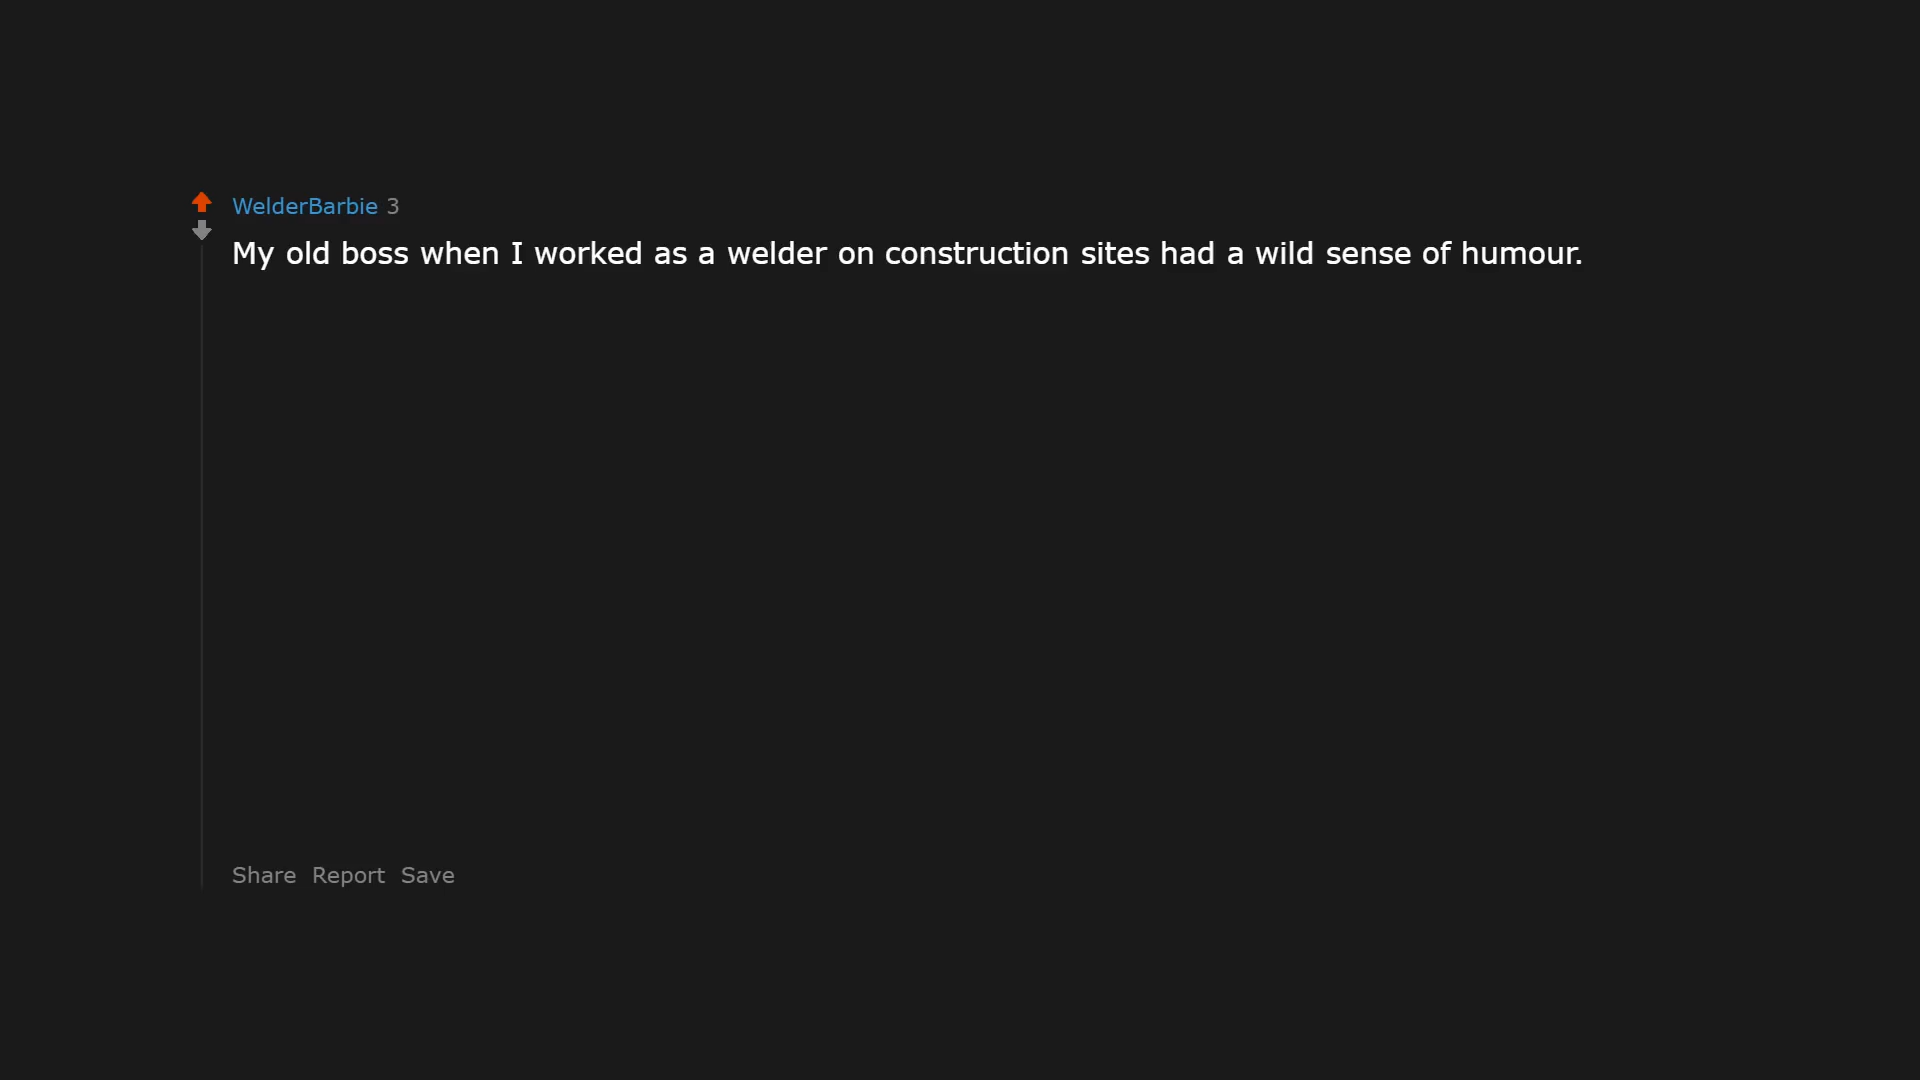 WelderBarbie 3
My old boss when I worked as a welder on construction sites had a wild sense of humour.
Share Report Save